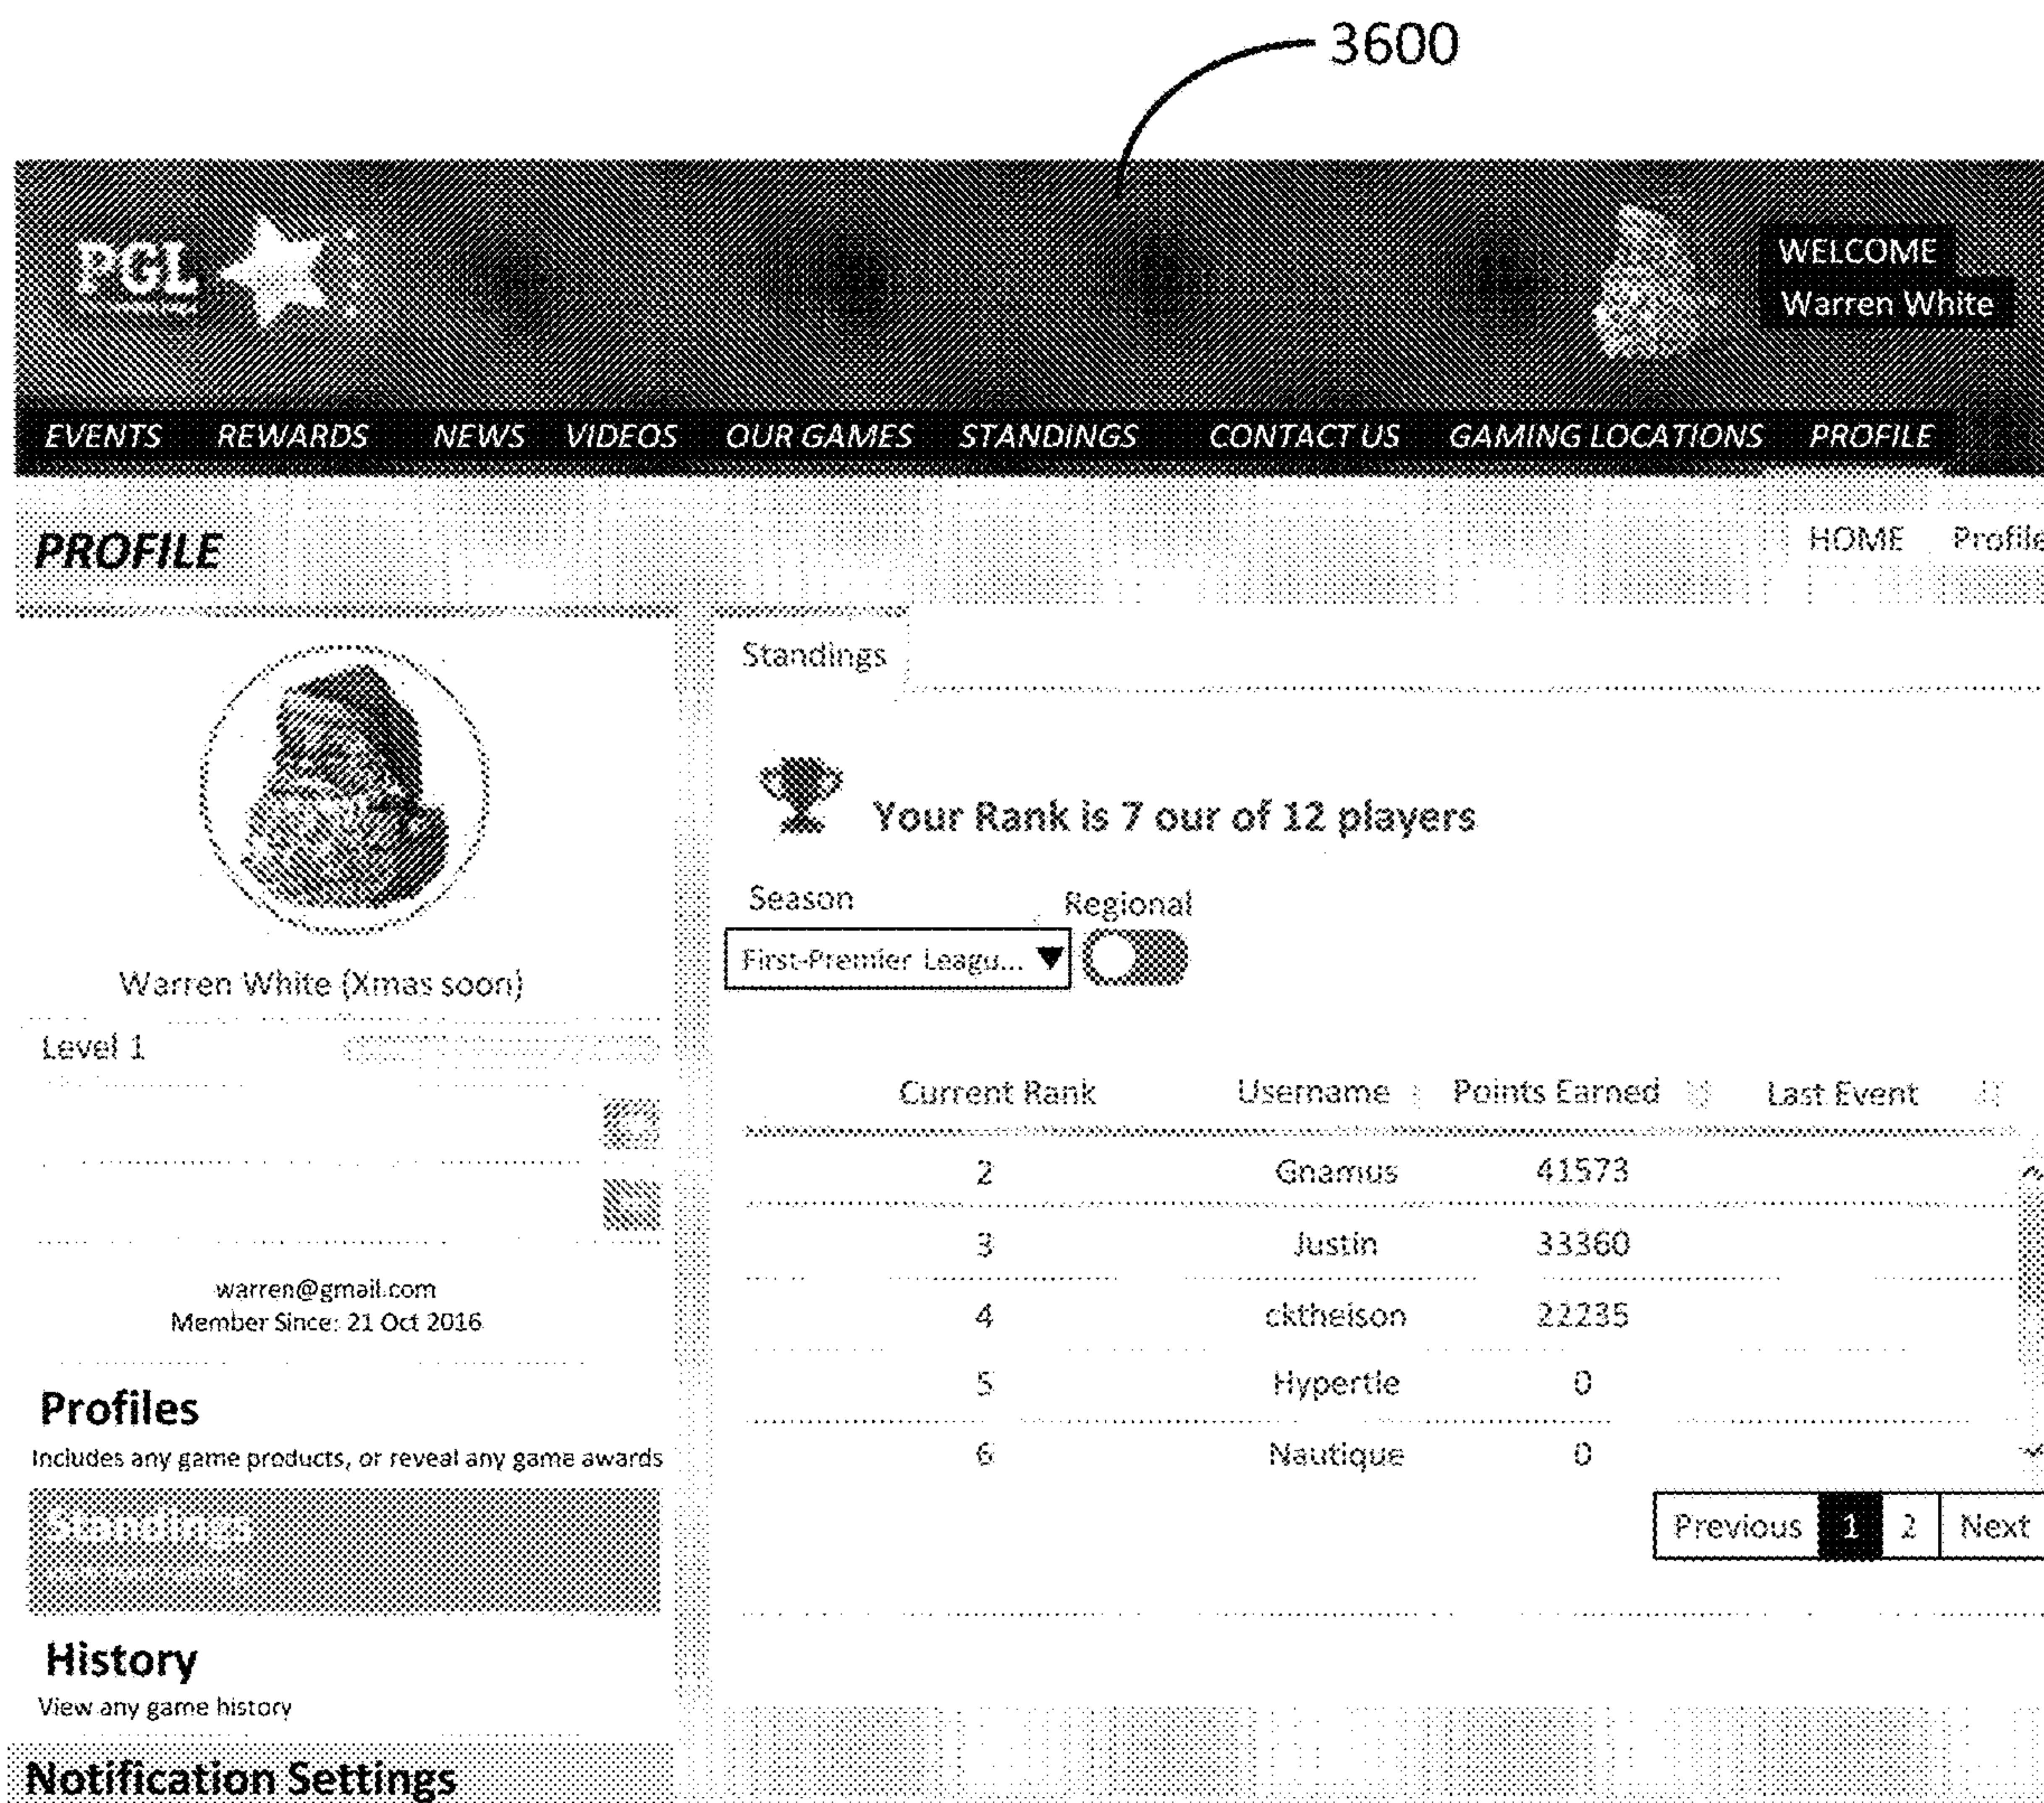 3600
PGL
WELCOME
Warren White
EVENTS REWARDS NEWS VIDEOS OUR GAMES STANDINGS CONTACT US GAMING LOCATIONS PROFILE
PROFILE
HOME Profile
Standings
Your Rank is 7 our of 12 players
Season Regional
First-Premier Leagu...
Warren White (Xmas soon)
Level 1
Current Rank Username Points Earned Last Event
2 Gnamus 41573
3 Justin 33360
4 cktheison 22235
5 Hypertle 0
6 Nautique 0
warren@gmail.com
Member Since: 21 Oct 2016
Profiles
Includes any game products, or reveal any game awards
Standings
Previous 1 2 Next
History
View any game history
Notification Settings